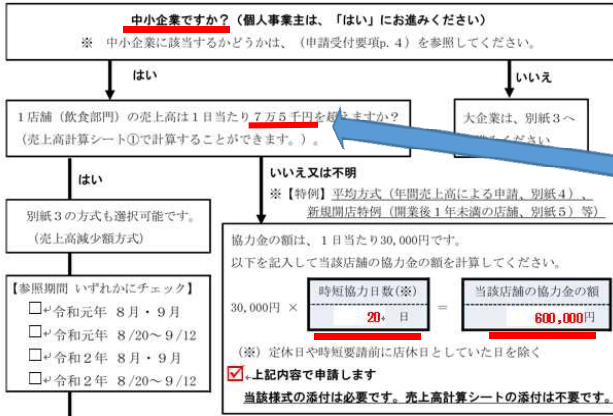 中小企業ですか？（個人事業主は、「はい」にお進みください）
※ 中小企業に該当するかどうかは、（申請受付要項p. 4）を参照してください。
はい
いいえ
1店舗（飲食部門）の売上高は1日当たり7万5千円を超えますか？
（売上高計算シート①で計算することができます。）。
大企業は、別紙3へ
ください
はい
いいえ又は不明
※【特例】平均方式（年間売上高による申請、別紙4）、
新規開店特例（開業後1年未満の店舗、別紙5）等）
別紙3の方式も選択可能です。
（売上高減少額方式）
協力金の額は、1日当たり30,000円です。
以下を記入して当該店舗の協力金の額を計算してください。
【参照期間 いずれかにチェック】
□↵令和元年 8月・9月
□↵令和元年 8/20～9/12
□↵令和2年 8月・9月
□↵令和2年 8/20～9/12
時短協力日数(※)
当該店舗の協力金の額
30,000円 ×
20↵ 日
＝
600,000円
（※）定休日や時短要請前に店休日としていた日を除く
☑↵上記内容で申請します
当該様式の添付は必要です。売上高計算シートの添付は不要です。